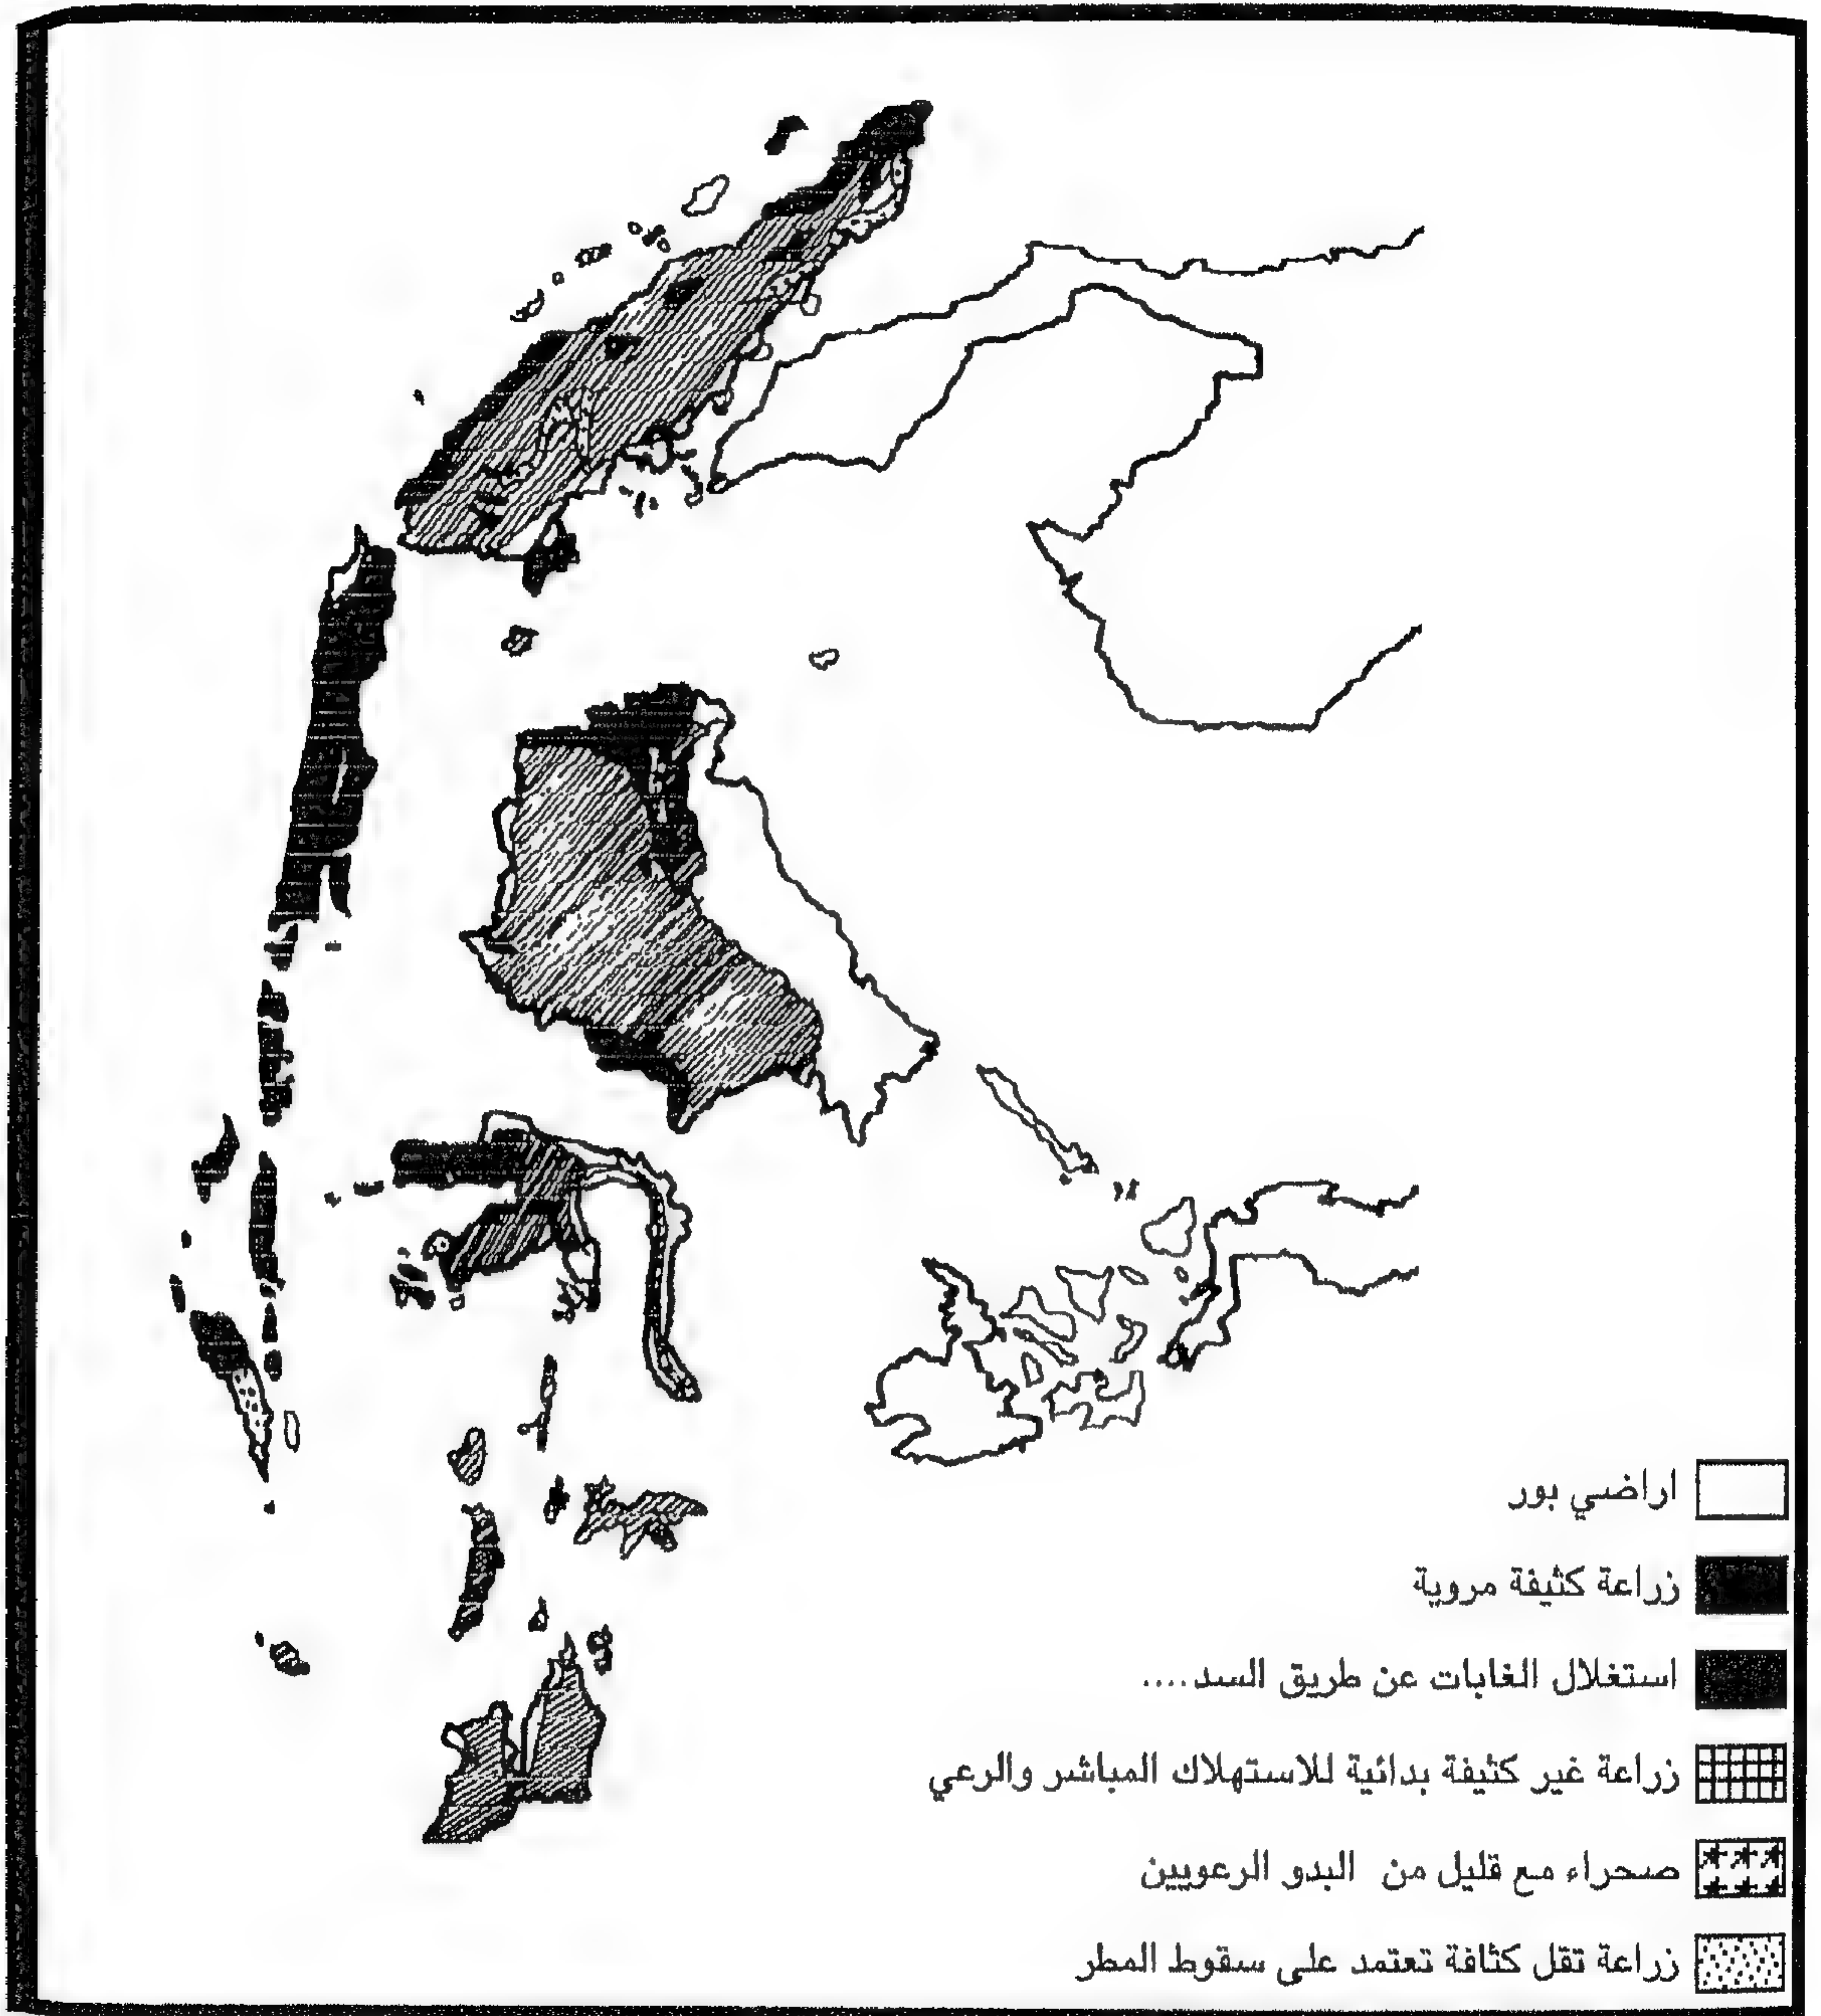 اراضي بور
زراعة كثيفة مروية
استغلال الغابات عن طريق السد....
زراعة غير كثيفة بدائية للاستهلاك المباشر والرعي
صحراء مع قليل من البدو الرعويين
زراعة تقل كثافة تعتمد على سقوط المطر